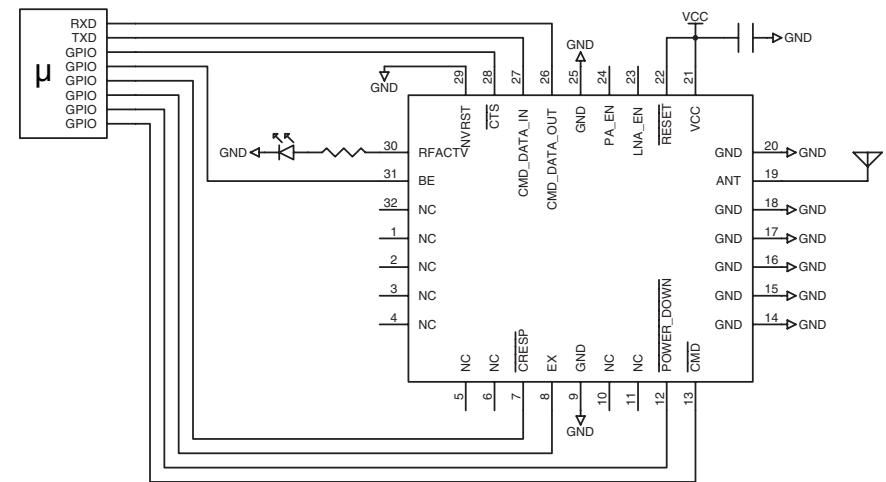 RXD
TXD
GPIO
GPIO
GPIO
GPIO
GPIO
GPIO
µ
VCC
GND
GND
GND
29
28
27
26
25
24
23
22
21
NVRST
CTS
CMD_DATA_IN
CMD_DATA_OUT
GND
PA_EN
LNA_EN
RESET
VCC
GND
30
RFACTV
31
BE
32
NC
1
NC
2
NC
3
NC
4
NC
GND
20
GND
ANT
19
GND
18
GND
GND
17
GND
GND
16
GND
GND
15
GND
GND
14
GND
NC
NC
CRESP
EX
GND
NC
NC
POWER_DOWN
CMD
5
6
7
8
9
10
11
12
13
GND